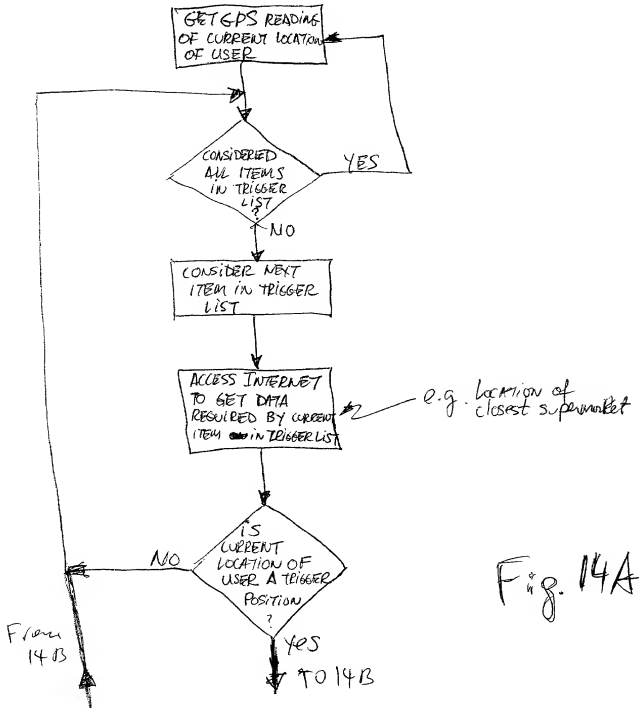 GET GPS READING
OF CURRENT LOCATION
OF USER
CONSIDERED
ALL ITEMS
IN TRIGGER
LIST
?
YES
NO
CONSIDER NEXT
ITEM IN TRIGGER
LIST
ACCESS INTERNET
TO GET DATA
REQUIRED BY CURRENT
ITEM IN TRIGGER LIST
e.g. LOCATION OF
closest supermarket
IS
CURRENT
LOCATION OF
USER A TRIGGER
POSITION
?
NO
Fig. 14A
From
14B
yes
TO 14B